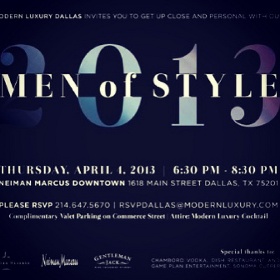 MODERN LUXURY DALLAS INVITES YOU TO GET UP CLOSE AND PERSONAL WITH OUR
2013
MEN of STYLE
THURSDAY, APRIL 4, 2013 | 6:30 PM - 8:30 PM
NEIMAN MARCUS DOWNTOWN 1618 MAIN STREET DALLAS, TX 75201
PLEASE RSVP 214.647.5670 | RSVPDALLAS@MODERNLUXURY.COM
Complimentary Valet Parking on Commerce Street Attire: Modern Luxury Cocktail
Special thanks to
Neiman Marcus
GENTLEMAN JACK
CHAMBORD VODKA,
GAME PLAN ENTERTAINMENT,